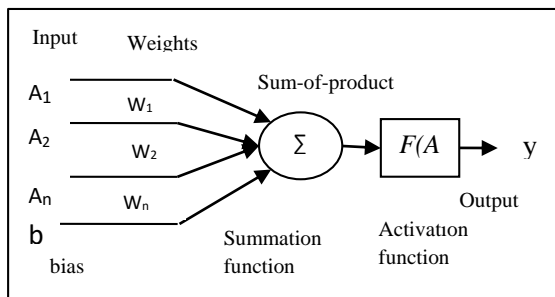 Input Weights
Sum-of-product
A1
W1
A2
W2
Σ
F(A
y
An
Wn
Output
b
bias
Summation
function
Activation
function